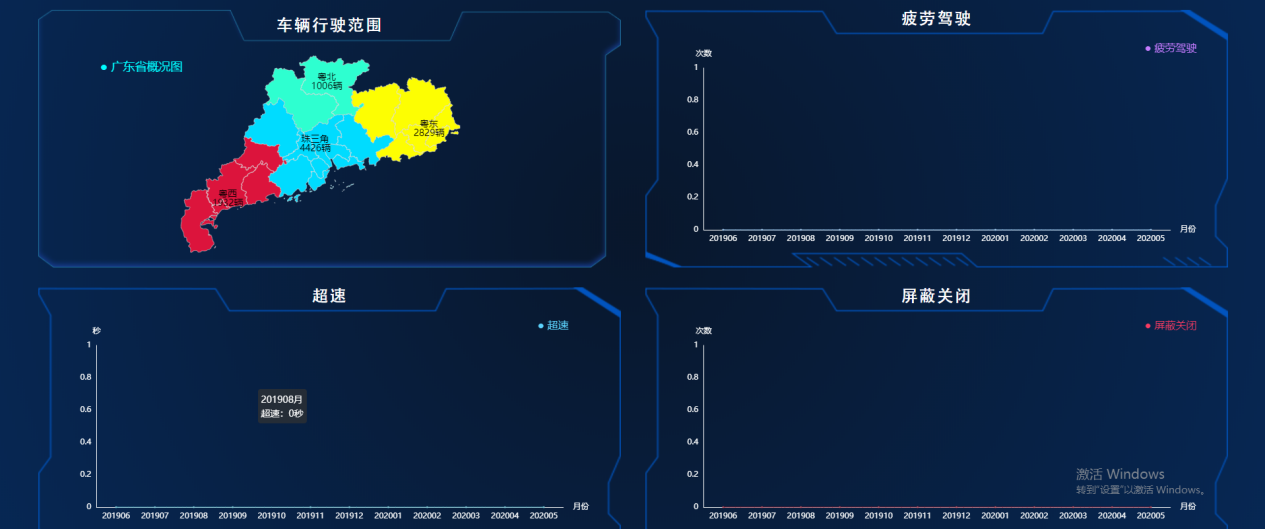 车辆行驶范围
广东省概况图
粤北
1006辆
粤东
2829辆
珠三角
4426辆
粤西
疲劳驾驶
疲劳驾驶
次数
1
0.8
0.6
0.4
0.2
0
201906 201907 201908 201909 201910 201911 201912 202001 202002 202003 202004 202005
月份
超速
超速
秒
1
0.8
0.6
0.4
0.2
0
201908月
超速: 0秒
201906 201907 201908 201909 201910 201911 201912 202001 202002 202003 202004 202005
月份
屏蔽关闭
屏蔽关闭
次数
1
0.8
0.6
0.4
0.2
0
201906 201907 201908 201909 201910 201911 201912 202001 202002 202003 202004 202005
月份
激活 Windows
转到"设置"以激活 Windows。